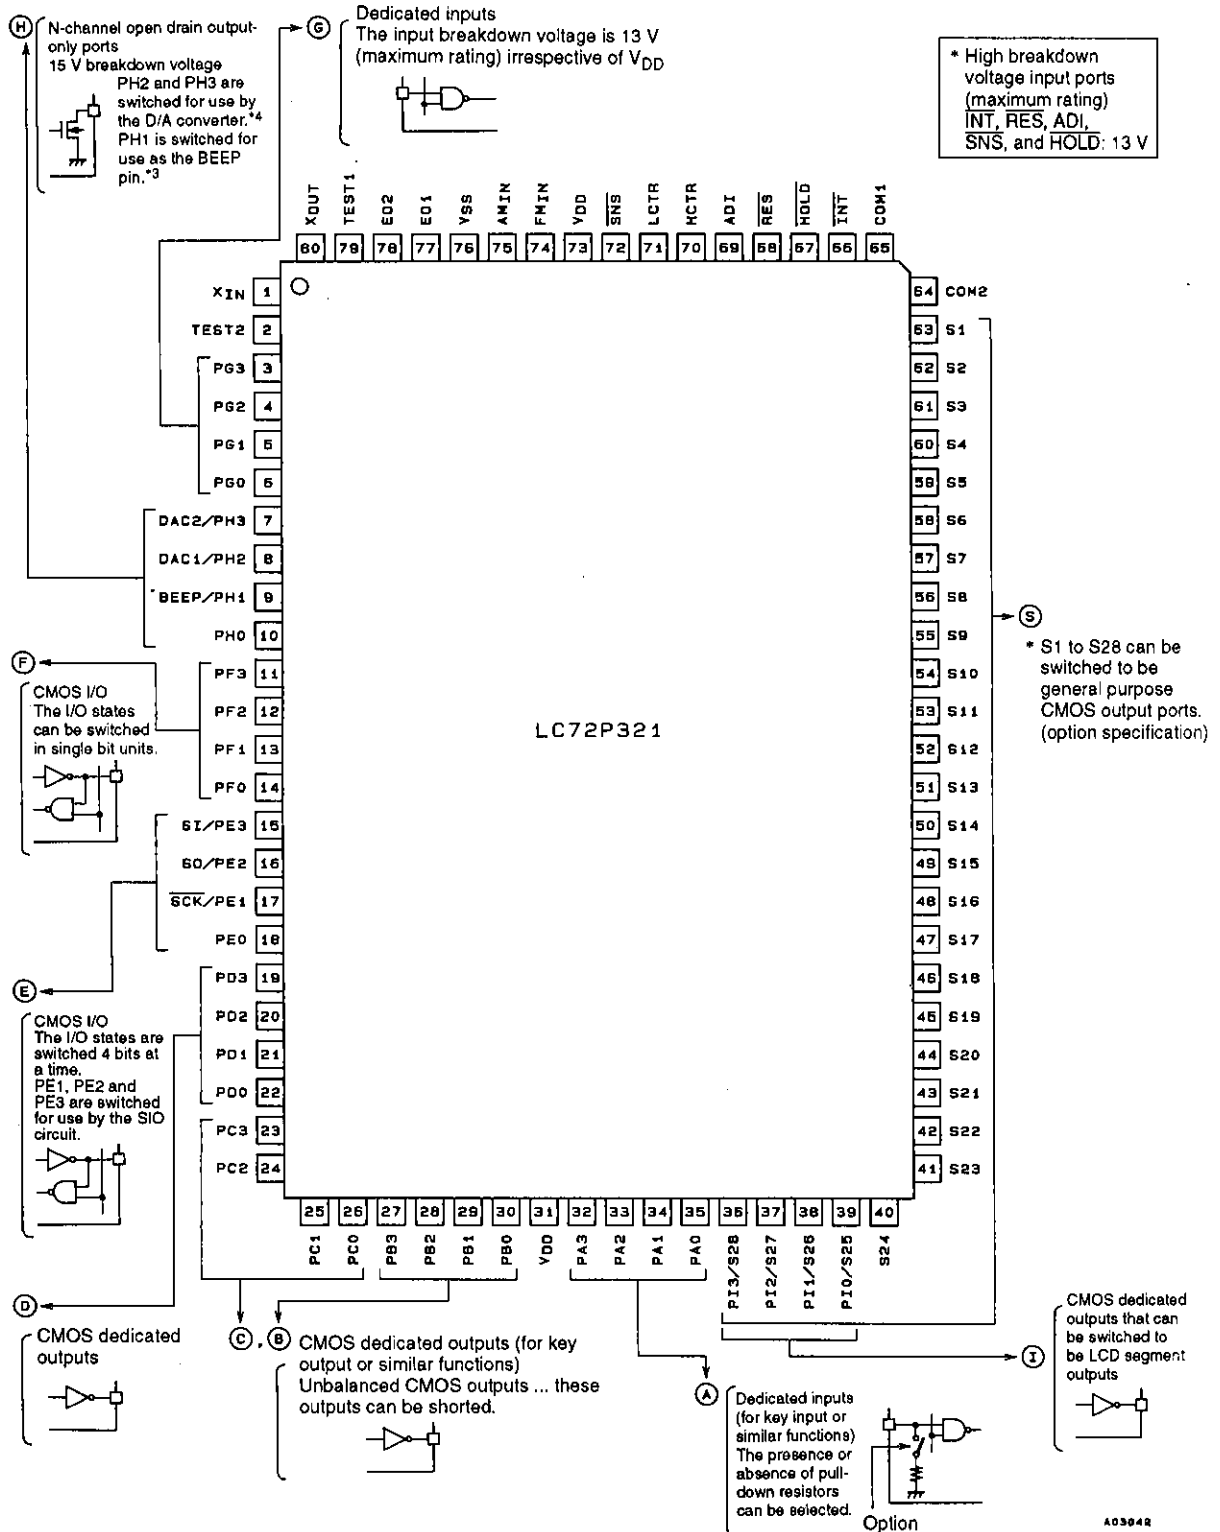 H
N-channel open drain output-
only ports
15 V breakdown voltage
PH2 and PH3 are
switched for use by
the D/A converter.*4
PH1 is switched for
use as the BEEP
pin.*3
G
Dedicated inputs
The input breakdown voltage is 13 V
(maximum rating) irrespective of VDD
* High breakdown
voltage input ports
(maximum rating)
INT, RES, ADI,
SNS, and HOLD: 13 V
XOUT TEST1 EO2 EO1 VSS AMIN FMIN VDD SNS LCTR HCTR ADI RES HOLD INT COM1
80 79 78 77 76 75 74 73 72 71 70 69 68 67 66 65
XIN 1
TEST2 2
PG3 3
PG2 4
PG1 5
PG0 6
DAC2/PH3 7
DAC1/PH2 8
BEEP/PH1 9
PH0 10
PF3 11
PF2 12
PF1 13
PF0 14
SI/PE3 15
SO/PE2 16
SCK/PE1 17
PE0 18
PD3 19
PD2 20
PD1 21
PD0 22
PC3 23
PC2 24
LC72P321
64 COM2
63 S1
62 S2
61 S3
60 S4
59 S5
58 S6
57 S7
56 S8
55 S9
54 S10
53 S11
52 S12
51 S13
50 S14
49 S15
48 S16
47 S17
46 S18
45 S19
44 S20
43 S21
42 S22
41 S23
S
* S1 to S28 can be
switched to be
general purpose
CMOS output ports.
(option specification)
F
CMOS I/O
The I/O states
can be switched
in single bit units.
E
CMOS I/O
The I/O states are
switched 4 bits at
a time.
PE1, PE2 and
PE3 are switched
for use by the SIO
circuit.
25 26 27 28 29 30 31 32 33 34 35 36 37 38 39 40
PC1 PC0 PB3 PB2 PB1 PB0 VDD PA3 PA2 PA1 PA0 PI3/S28 PI2/S27 PI1/S26 PI0/S25 S24
D
CMOS dedicated
outputs
C , B
CMOS dedicated outputs (for key
output or similar functions)
Unbalanced CMOS outputs ... these
outputs can be shorted.
A
Dedicated inputs
(for key input or
similar functions)
The presence or
absence of pull-
down resistors
can be selected.
Option
I
CMOS dedicated
outputs that can
be switched to
be LCD segment
outputs
A03042